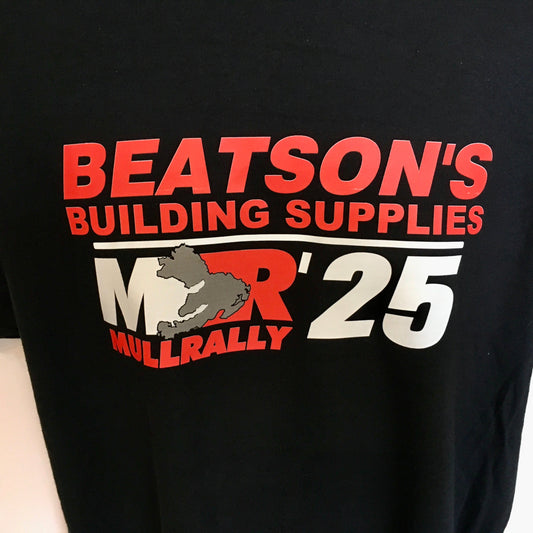 BEATSON'S
BUILDING SUPPLIES
MR'25
MULLRALLY